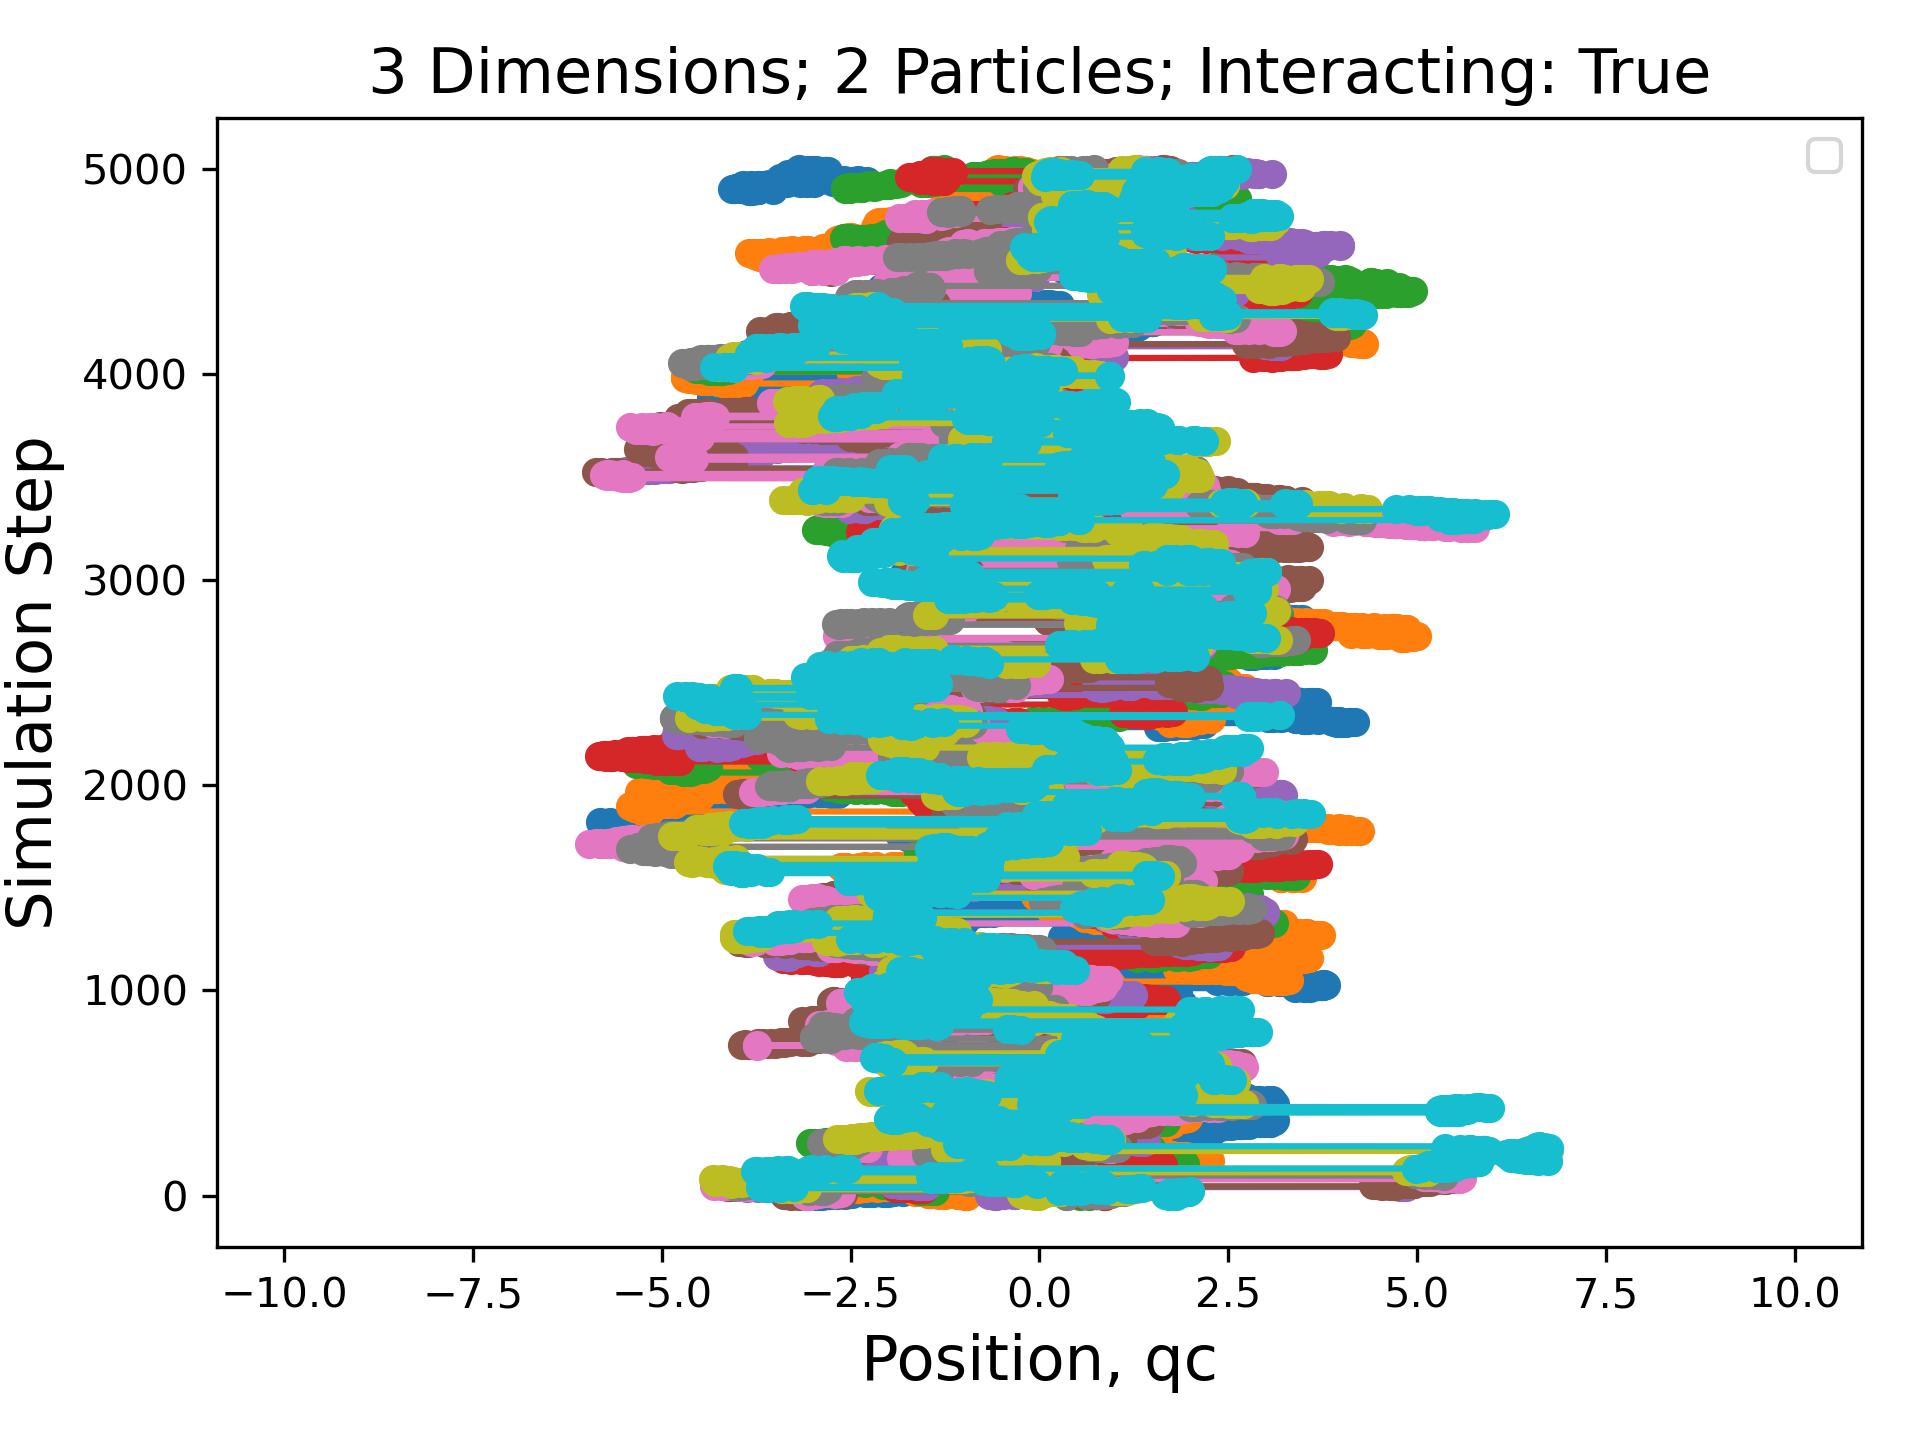 3 Dimensions; 2 Particles; Interacting: True
5000
4000
3000
2000
1000
0
Simulation Step
−10.0 −7.5 −5.0 −2.5 0.0 2.5 5.0 7.5 10.0
Position, qc